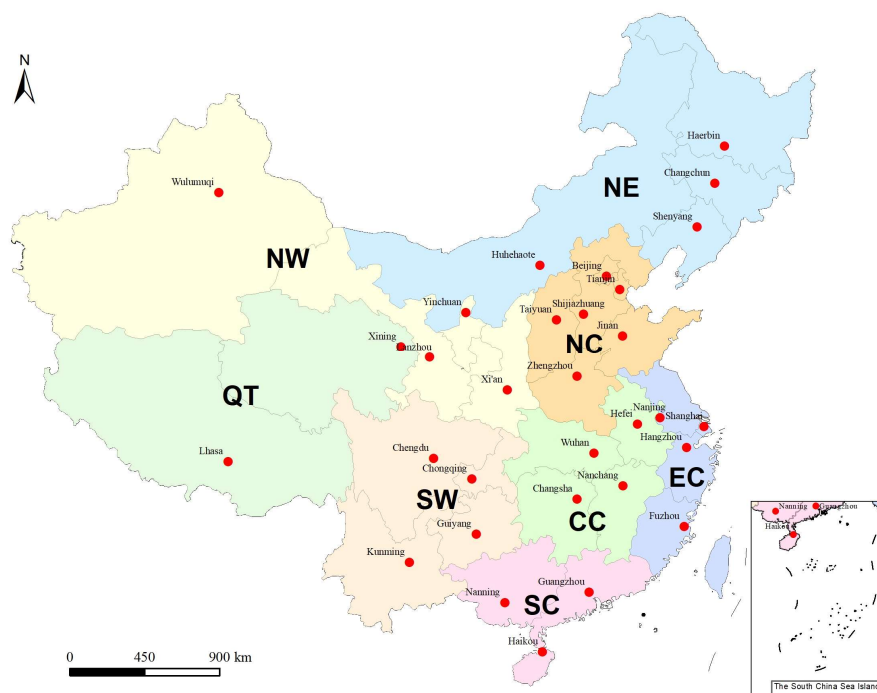 N
Haerbin
Changchun
Wulumuqi
NE
Shenyang
Huhehaote
NW
Beijing
Tianjin
Yinchuan
Shijiazhuang
Taiyuan
Jinan
Xining
NC
Lanzhou
Zhengzhou
Xi'an
QT
Nanjing
Hefei
Shanghai
Hangzhou
Wuhan
Lhasa
Chengdu
Chongqing
Nanchang
EC
SW
Changsha
CC
Guiyang
Fuzhou
Kunming
Nanning
Guangzhou
Haikou
Guangzhou
Nanning
SC
Haikou
0 450 900 km
The South China Sea Island